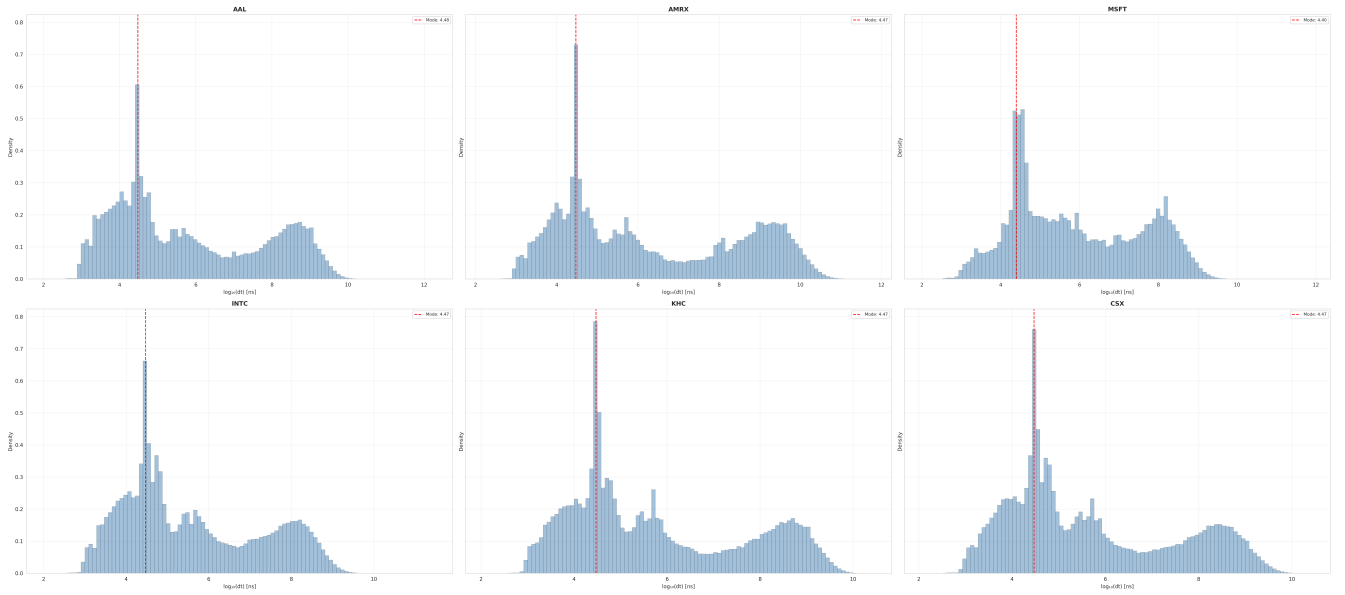 AAL
Mode: 4.48
0.8
0.7
0.6
0.5
0.4
0.3
0.2
0.1
0.0
Density
2 4 6 8 10 12
log₁₀(dt) [ns]
AMRX
Mode: 4.47
Density
2 4 6 8 10 12
log₁₀(dt) [ns]
MSFT
Mode: 4.40
Density
2 4 6 8 10 12
log₁₀(dt) [ns]
INTC
Mode: 4.47
0.8
0.7
0.6
0.5
0.4
0.3
0.2
0.1
0.0
Density
2 4 6 8 10
log₁₀(dt) [ns]
KHC
Mode: 4.47
Density
2 4 6 8 10
log₁₀(dt) [ns]
CSX
Mode: 4.47
Density
2 4 6 8 10
log₁₀(dt) [ns]